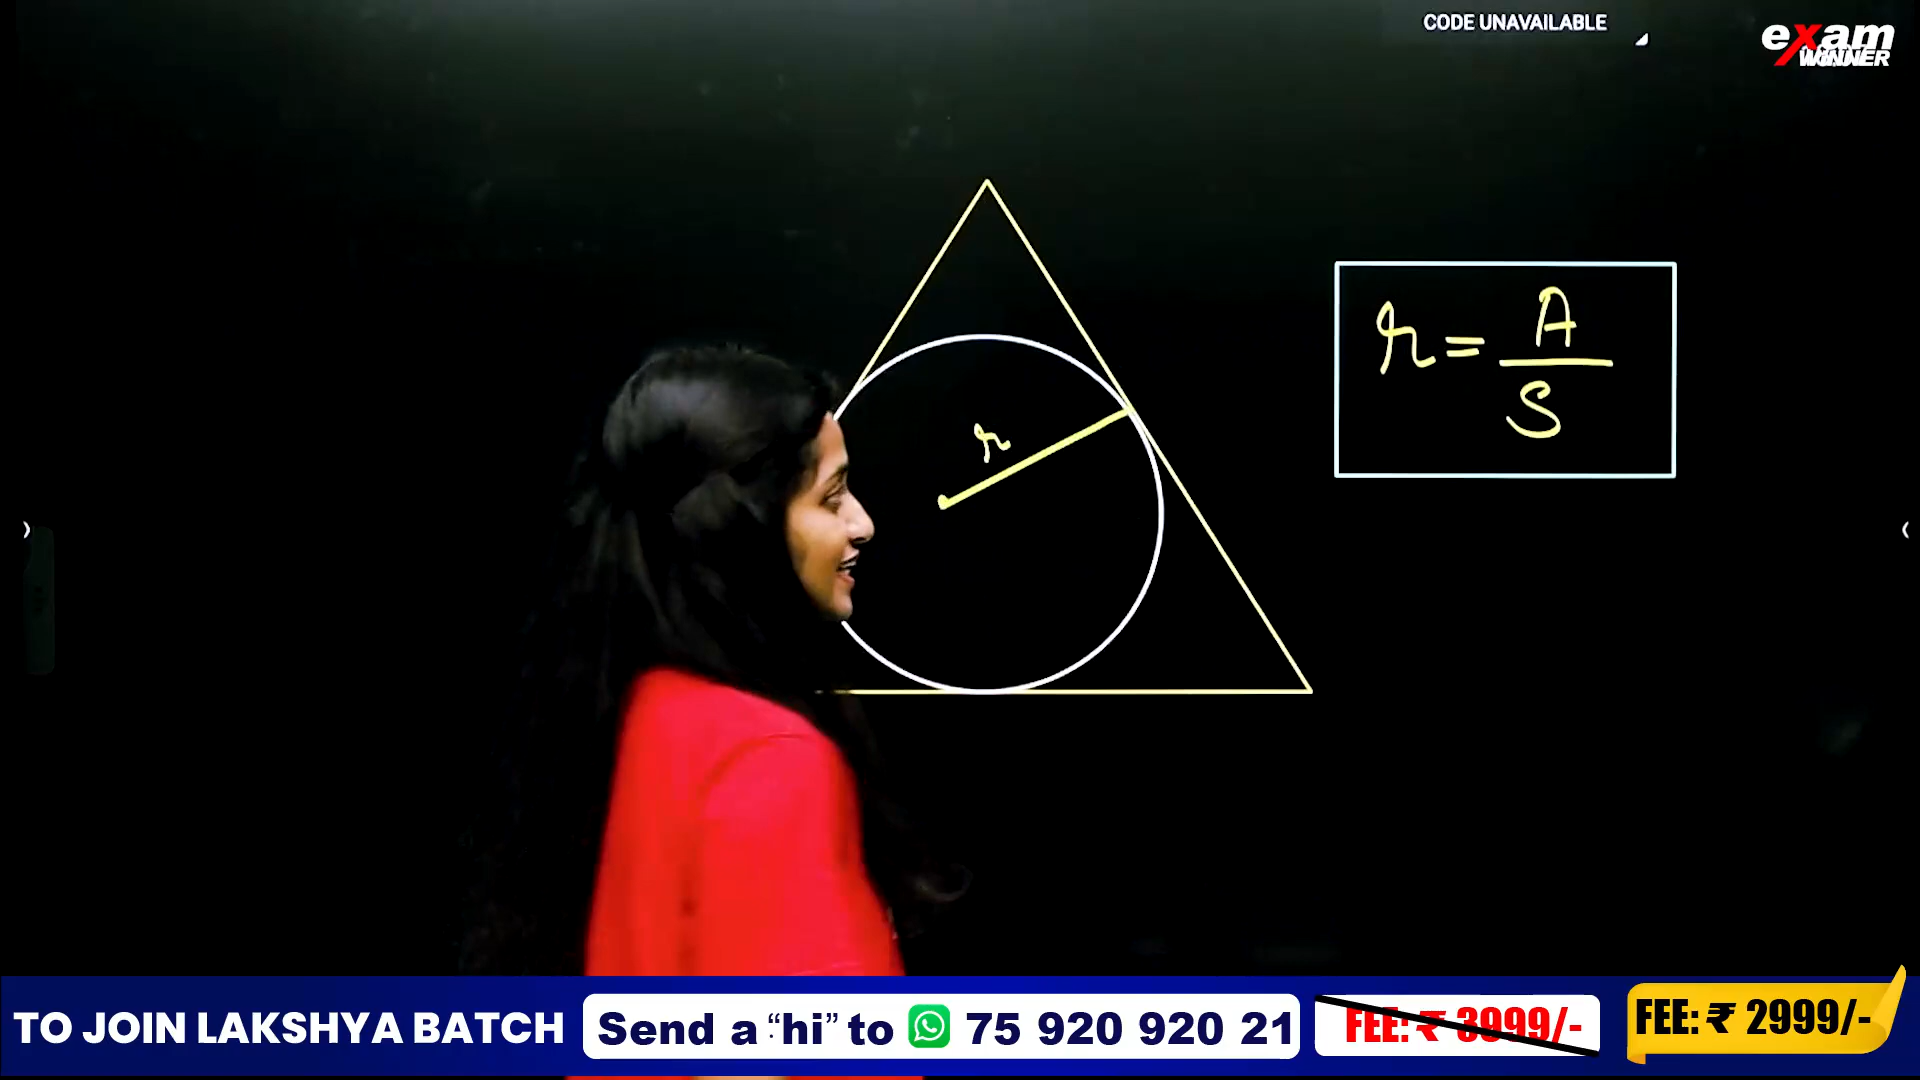 CODE UNAVAILABLE
exam
WINNER
r = A
S
r
TO JOIN LAKSHYA BATCH
Send a “hi” to 75 920 920 21
FEE: ₹ 3999/-
FEE: ₹ 2999/-